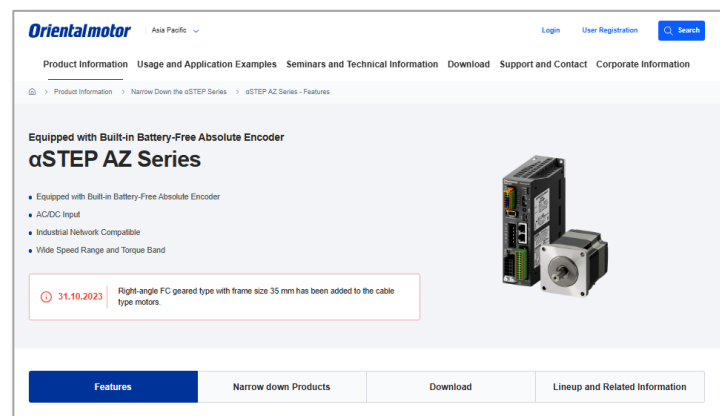 Orientalmotor
Asia Pacific
Login
User Registration
Search
Product Information
Usage and Application Examples
Seminars and Technical Information
Download
Support and Contact
Corporate Information
> Product Information > Narrow Down the αSTEP Series > αSTEP AZ Series - Features
Equipped with Built-in Battery-Free Absolute Encoder
αSTEP AZ Series
Equipped with Built-in Battery-Free Absolute Encoder
AC/DC Input
Industrial Network Compatible
Wide Speed Range and Torque Band
31.10.2023
Right-angle FC geared type with frame size 35 mm has been added to the cable
type motors.
Features
Narrow down Products
Download
Lineup and Related Information